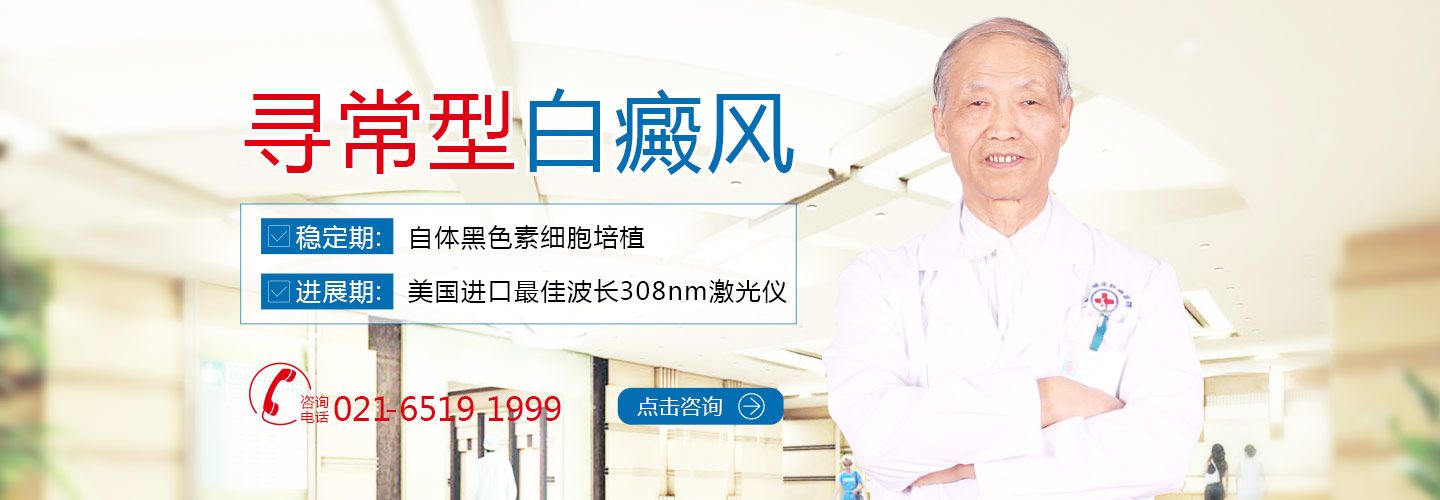 寻常型白癜风
稳定期: 自体黑色素细胞培植
进展期: 美国进口最佳波长308nm激光仪
咨询
电话 021-6519 1999
点击咨询